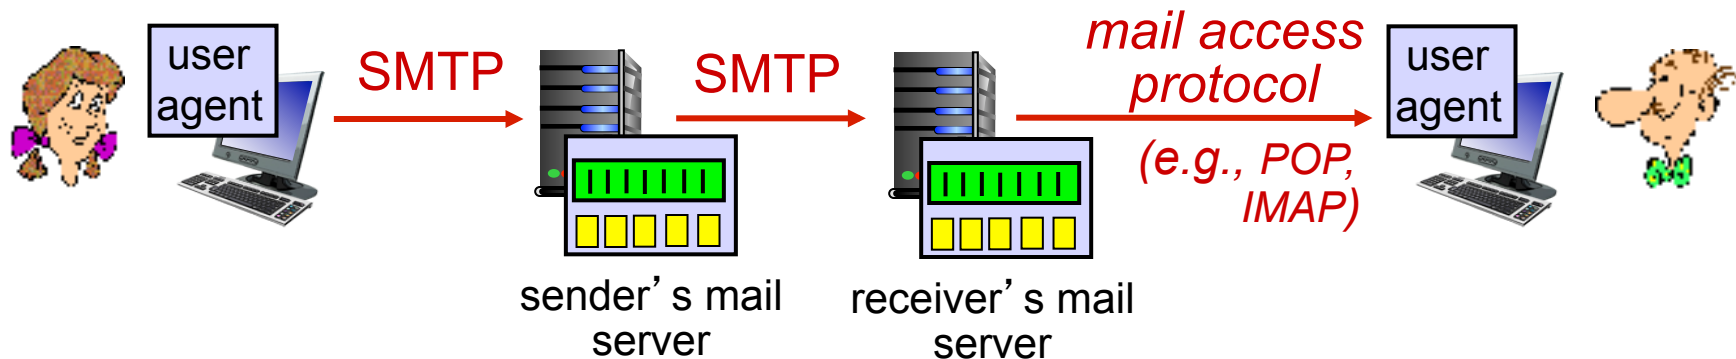 user
agent
SMTP
SMTP
mail access
protocol
(e.g., POP,
IMAP)
user
agent
sender’s mail
server
receiver’s mail
server